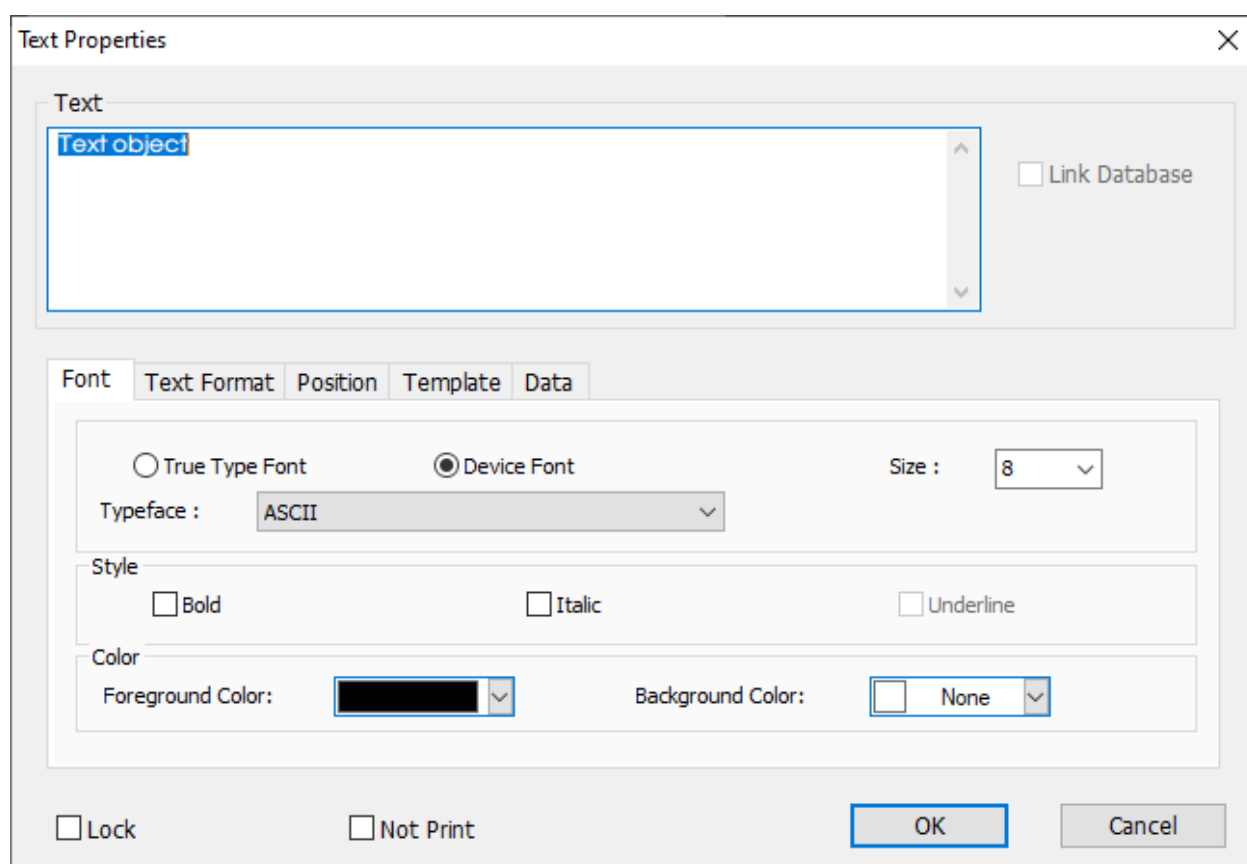 Text Properties
Text
Text object
Link Database
Font Text Format Position Template Data
True Type Font Device Font Size : 8
Typeface : ASCII
Style
Bold Italic Underline
Color
Foreground Color: Background Color: None
Lock Not Print OK Cancel